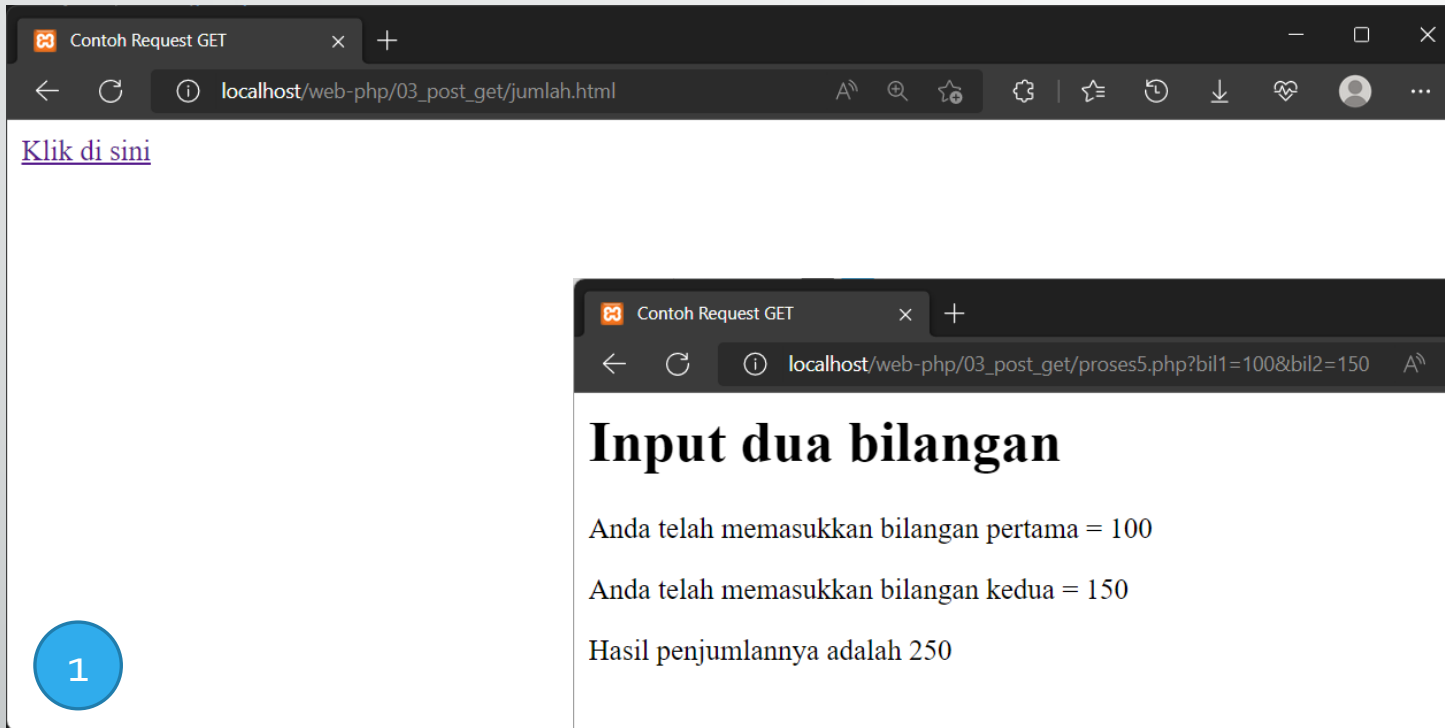 Contoh Request GET
localhost/web-php/03_post_get/jumlah.html
Klik di sini
Contoh Request GET
localhost/web-php/03_post_get/proses5.php?bil1=100&bil2=150
Input dua bilangan
Anda telah memasukkan bilangan pertama = 100
Anda telah memasukkan bilangan kedua = 150
Hasil penjumlannya adalah 250
1